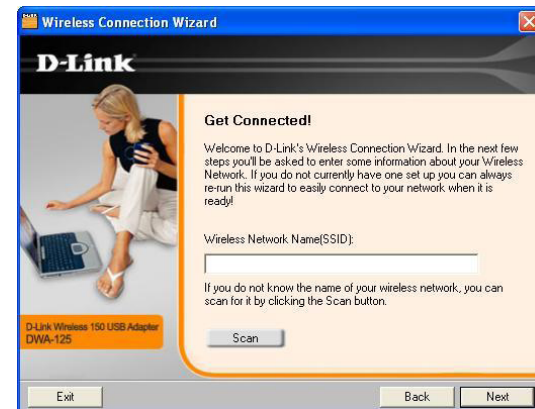 Wireless Connection Wizard
D-Link
Get Connected!
Welcome to D-Link's Wireless Connection Wizard. In the next few
steps you'll be asked to enter some information about your Wireless
Network. If you do not currently have one set up you can always
re-run this wizard to easily connect to your network when it is
ready!
Wireless Network Name(SSID):
If you do not know the name of your wireless network, you can
scan for it by clicking the Scan button.
Scan
D-Link Wireless 150 USB Adapter
DWA-125
Exit
Back
Next